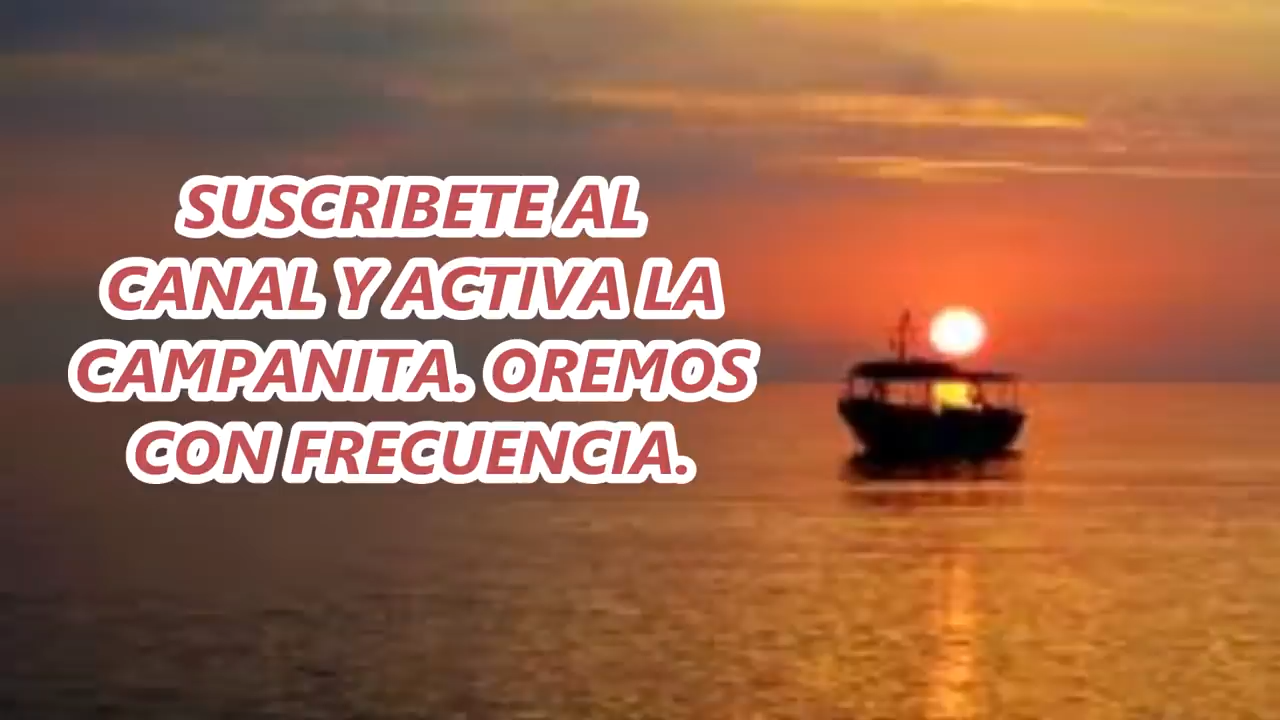 SUSCRIBETE AL
CANAL Y ACTIVA LA
CAMPANITA. OREMOS
CON FRECUENCIA.